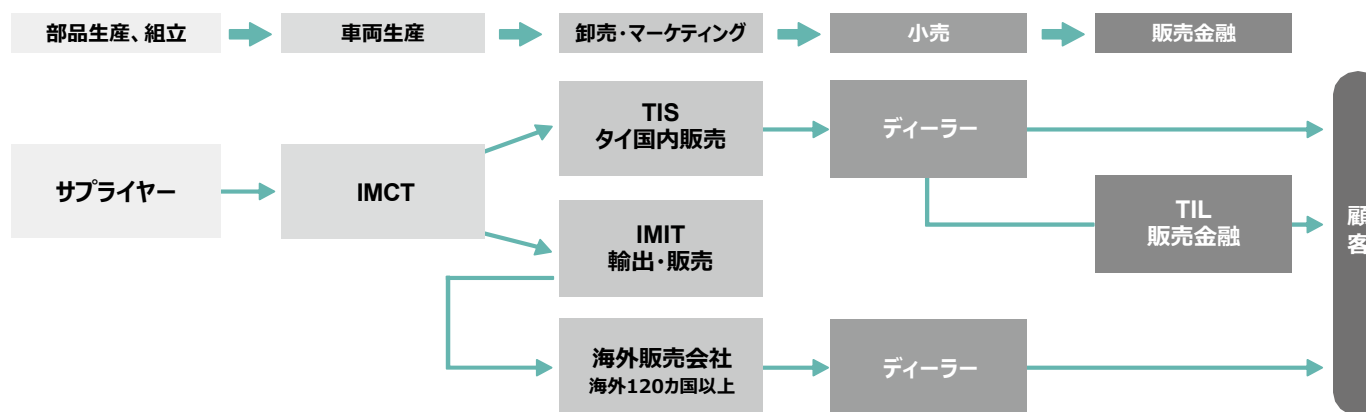 部品生産、組立
車両生産
卸売・マーケティング
小売
販売金融
サプライヤー
IMCT
TIS
タイ国内販売
ディーラー
IMIT
輸出・販売
TIL
販売金融
海外販売会社
海外120カ国以上
ディーラー
顧
客